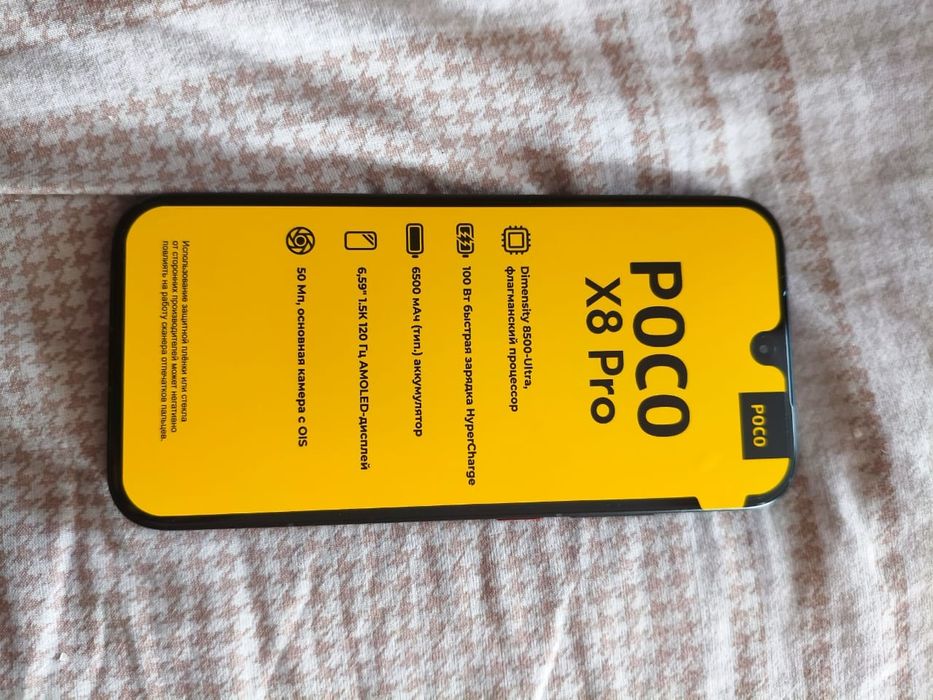 POCO
POCO
X8 Pro
Dimensity 8500-Ultra,
флагманский процессор
100 Вт быстрая зарядка HyperCharge
6500 мАч (тип.) аккумулятор
6,59" 1.5K 120 Гц AMOLED-дисплей
50 Мп, основная камера с OIS
Использование защитной плёнки или стекла
от сторонних производителей может негативно
повлиять на работу сканера отпечатков пальцев.